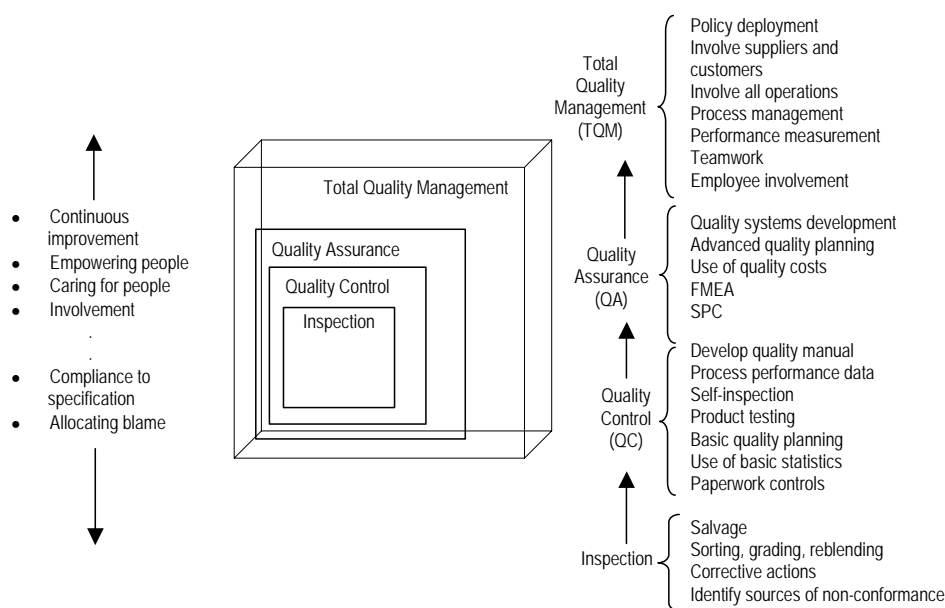 • Continuous
improvement
• Empowering people
• Caring for people
• Involvement
.
.
• Compliance to
specification
• Allocating blame
Total Quality Management
Quality Assurance
Quality Control
Inspection
Total
Quality
Management
(TQM)
Policy deployment
Involve suppliers and
customers
Involve all operations
Process management
Performance measurement
Teamwork
Employee involvement
Quality
Assurance
(QA)
Quality systems development
Advanced quality planning
Use of quality costs
FMEA
SPC
Quality
Control
(QC)
Develop quality manual
Process performance data
Self-inspection
Product testing
Basic quality planning
Use of basic statistics
Paperwork controls
Inspection
Salvage
Sorting, grading, reblending
Corrective actions
Identify sources of non-conformance